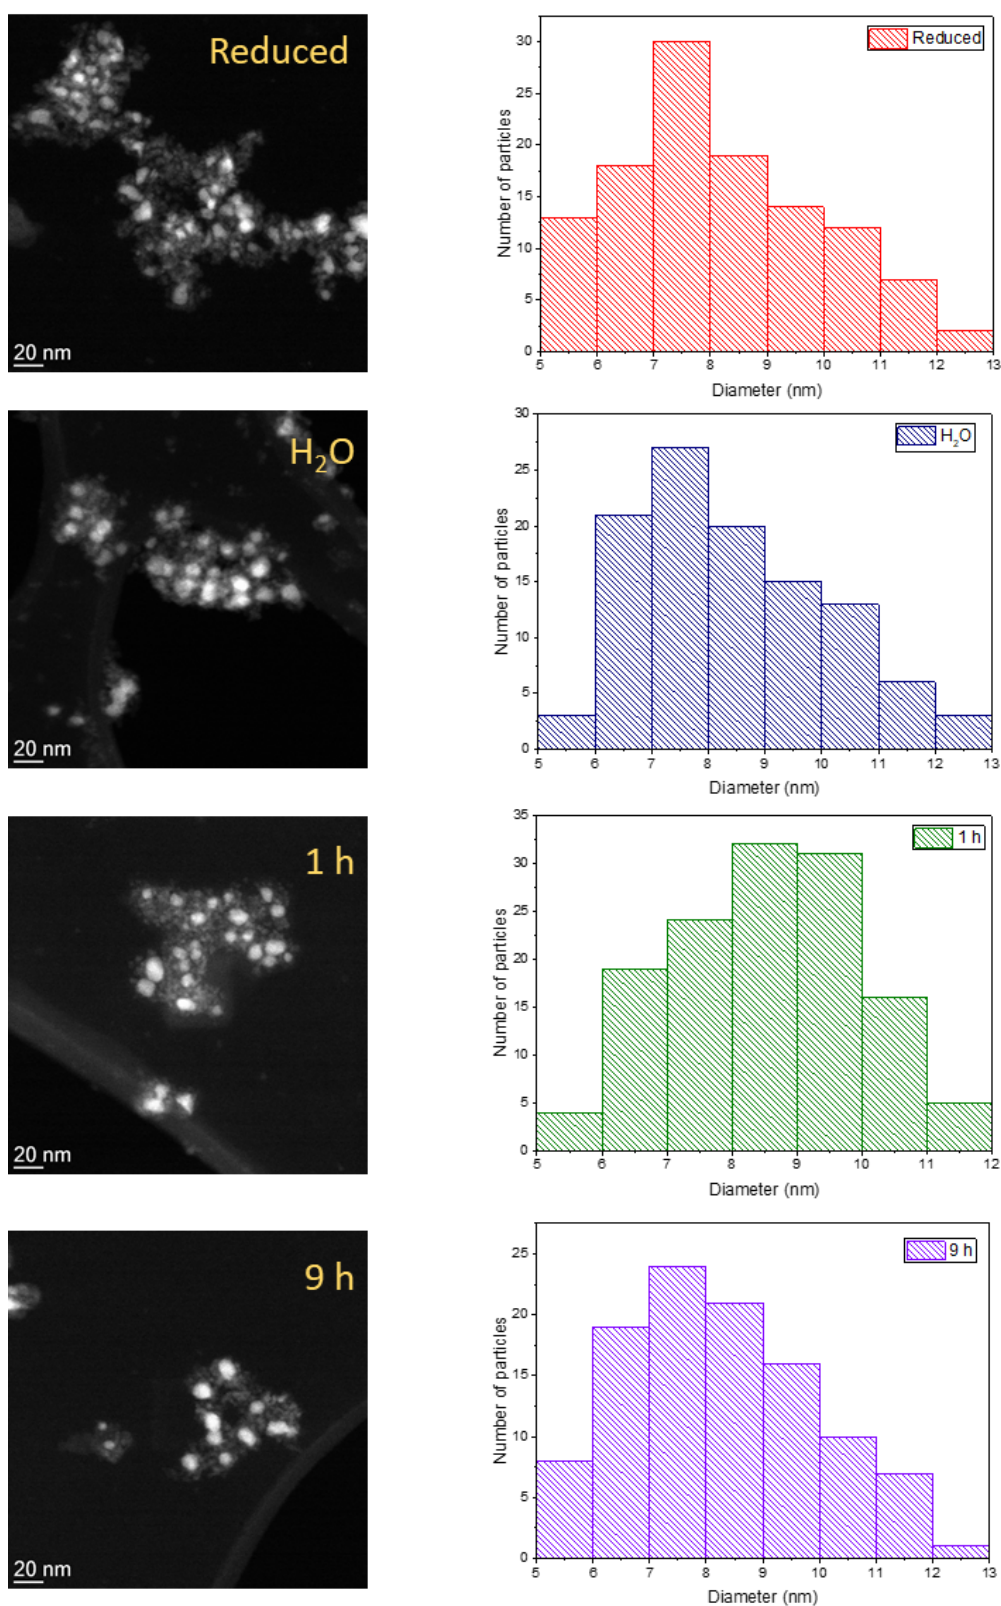 Reduced
20 nm
Number of particles
30
25
20
15
10
5
0
5 6 7 8 9 10 11 12 13
Diameter (nm)
Reduced
H₂O
20 nm
Number of particles
30
25
20
15
10
5
0
5 6 7 8 9 10 11 12 13
Diameter (nm)
H₂O
1 h
20 nm
Number of particles
35
30
25
20
15
10
5
0
5 6 7 8 9 10 11 12
Diameter (nm)
1 h
9 h
20 nm
Number of particles
25
20
15
10
5
0
5 6 7 8 9 10 11 12 13
Diameter (nm)
9 h